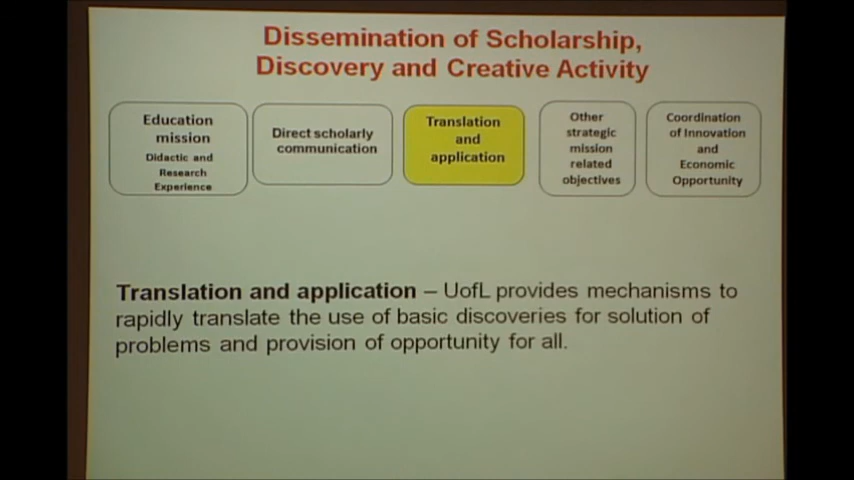 Dissemination of Scholarship,
Discovery and Creative Activity
Education
mission
Didactic and
Research
Experience
Direct scholarly
communication
Translation
and
application
Other
strategic
mission
related
objectives
Coordination
of Innovation
and
Economic
Opportunity
Translation and application – UofL provides mechanisms to
rapidly translate the use of basic discoveries for solution of
problems and provision of opportunity for all.